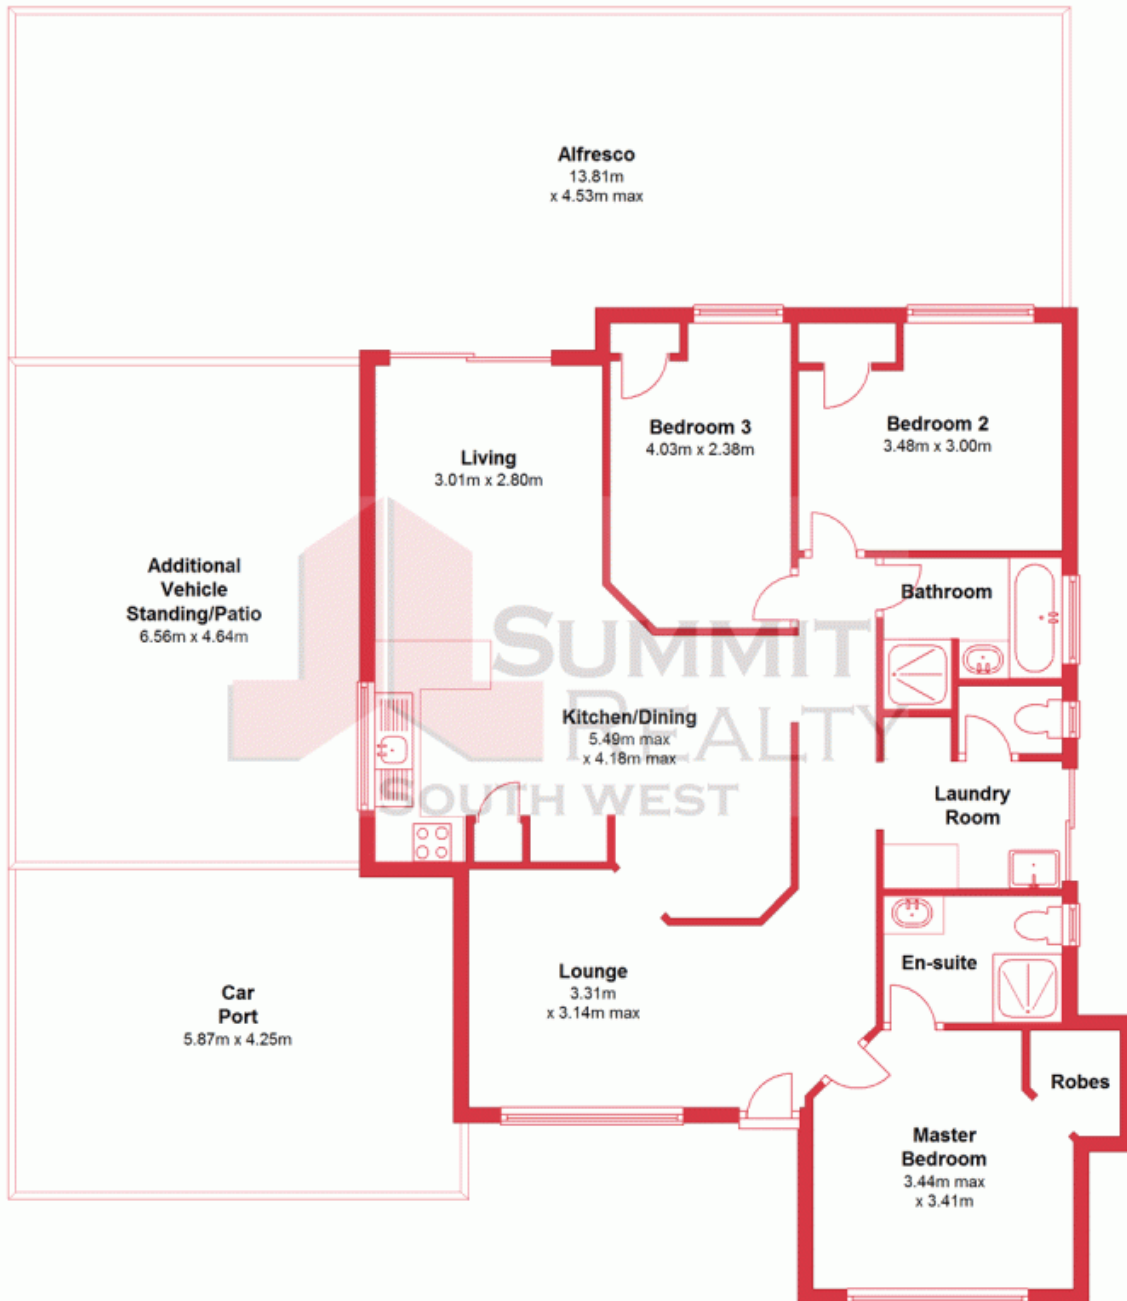 Alfresco
13.81m
x 4.53m max
Bedroom 3
4.03m x 2.38m
Bedroom 2
3.48m x 3.00m
Living
3.01m x 2.80m
Additional
Vehicle
Standing/Patio
6.56m x 4.64m
Bathroom
SUMMIT
REALTY
SOUTH WEST
Kitchen/Dining
5.49m max
x 4.18m max
Laundry
Room
Lounge
3.31m
x 3.14m max
En-suite
Car
Port
5.87m x 4.25m
Robes
Master
Bedroom
3.44m max
x 3.41m